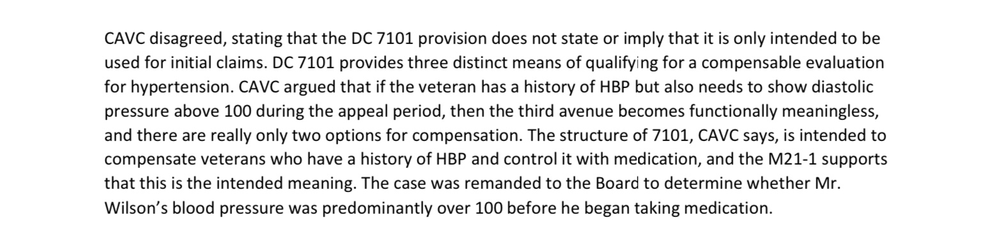 CAVC disagreed, stating that the DC 7101 provision does not state or imply that it is only intended to be
used for initial claims. DC 7101 provides three distinct means of qualifying for a compensable evaluation
for hypertension. CAVC argued that if the veteran has a history of HBP but also needs to show diastolic
pressure above 100 during the appeal period, then the third avenue becomes functionally meaningless,
and there are really only two options for compensation. The structure of 7101, CAVC says, is intended to
compensate veterans who have a history of HBP and control it with medication, and the M21-1 supports
that this is the intended meaning. The case was remanded to the Board to determine whether Mr.
Wilson’s blood pressure was predominantly over 100 before he began taking medication.